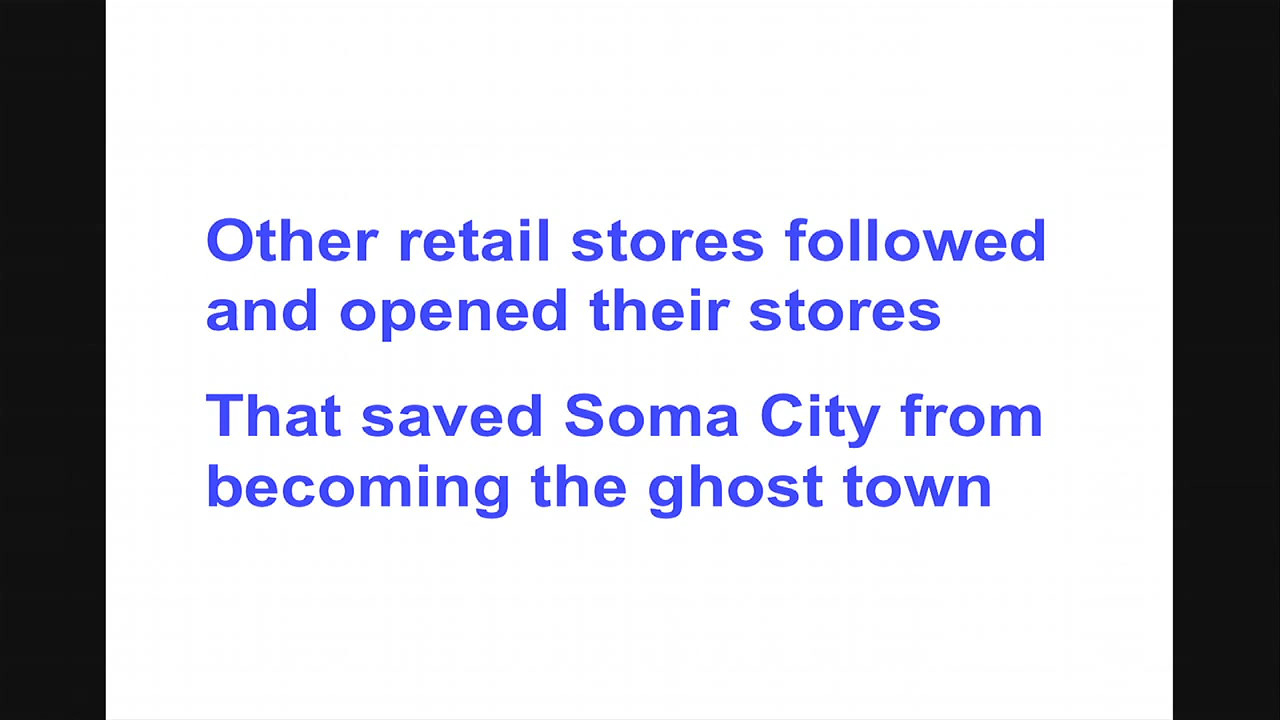 Other retail stores followed
and opened their stores
That saved Soma City from
becoming the ghost town